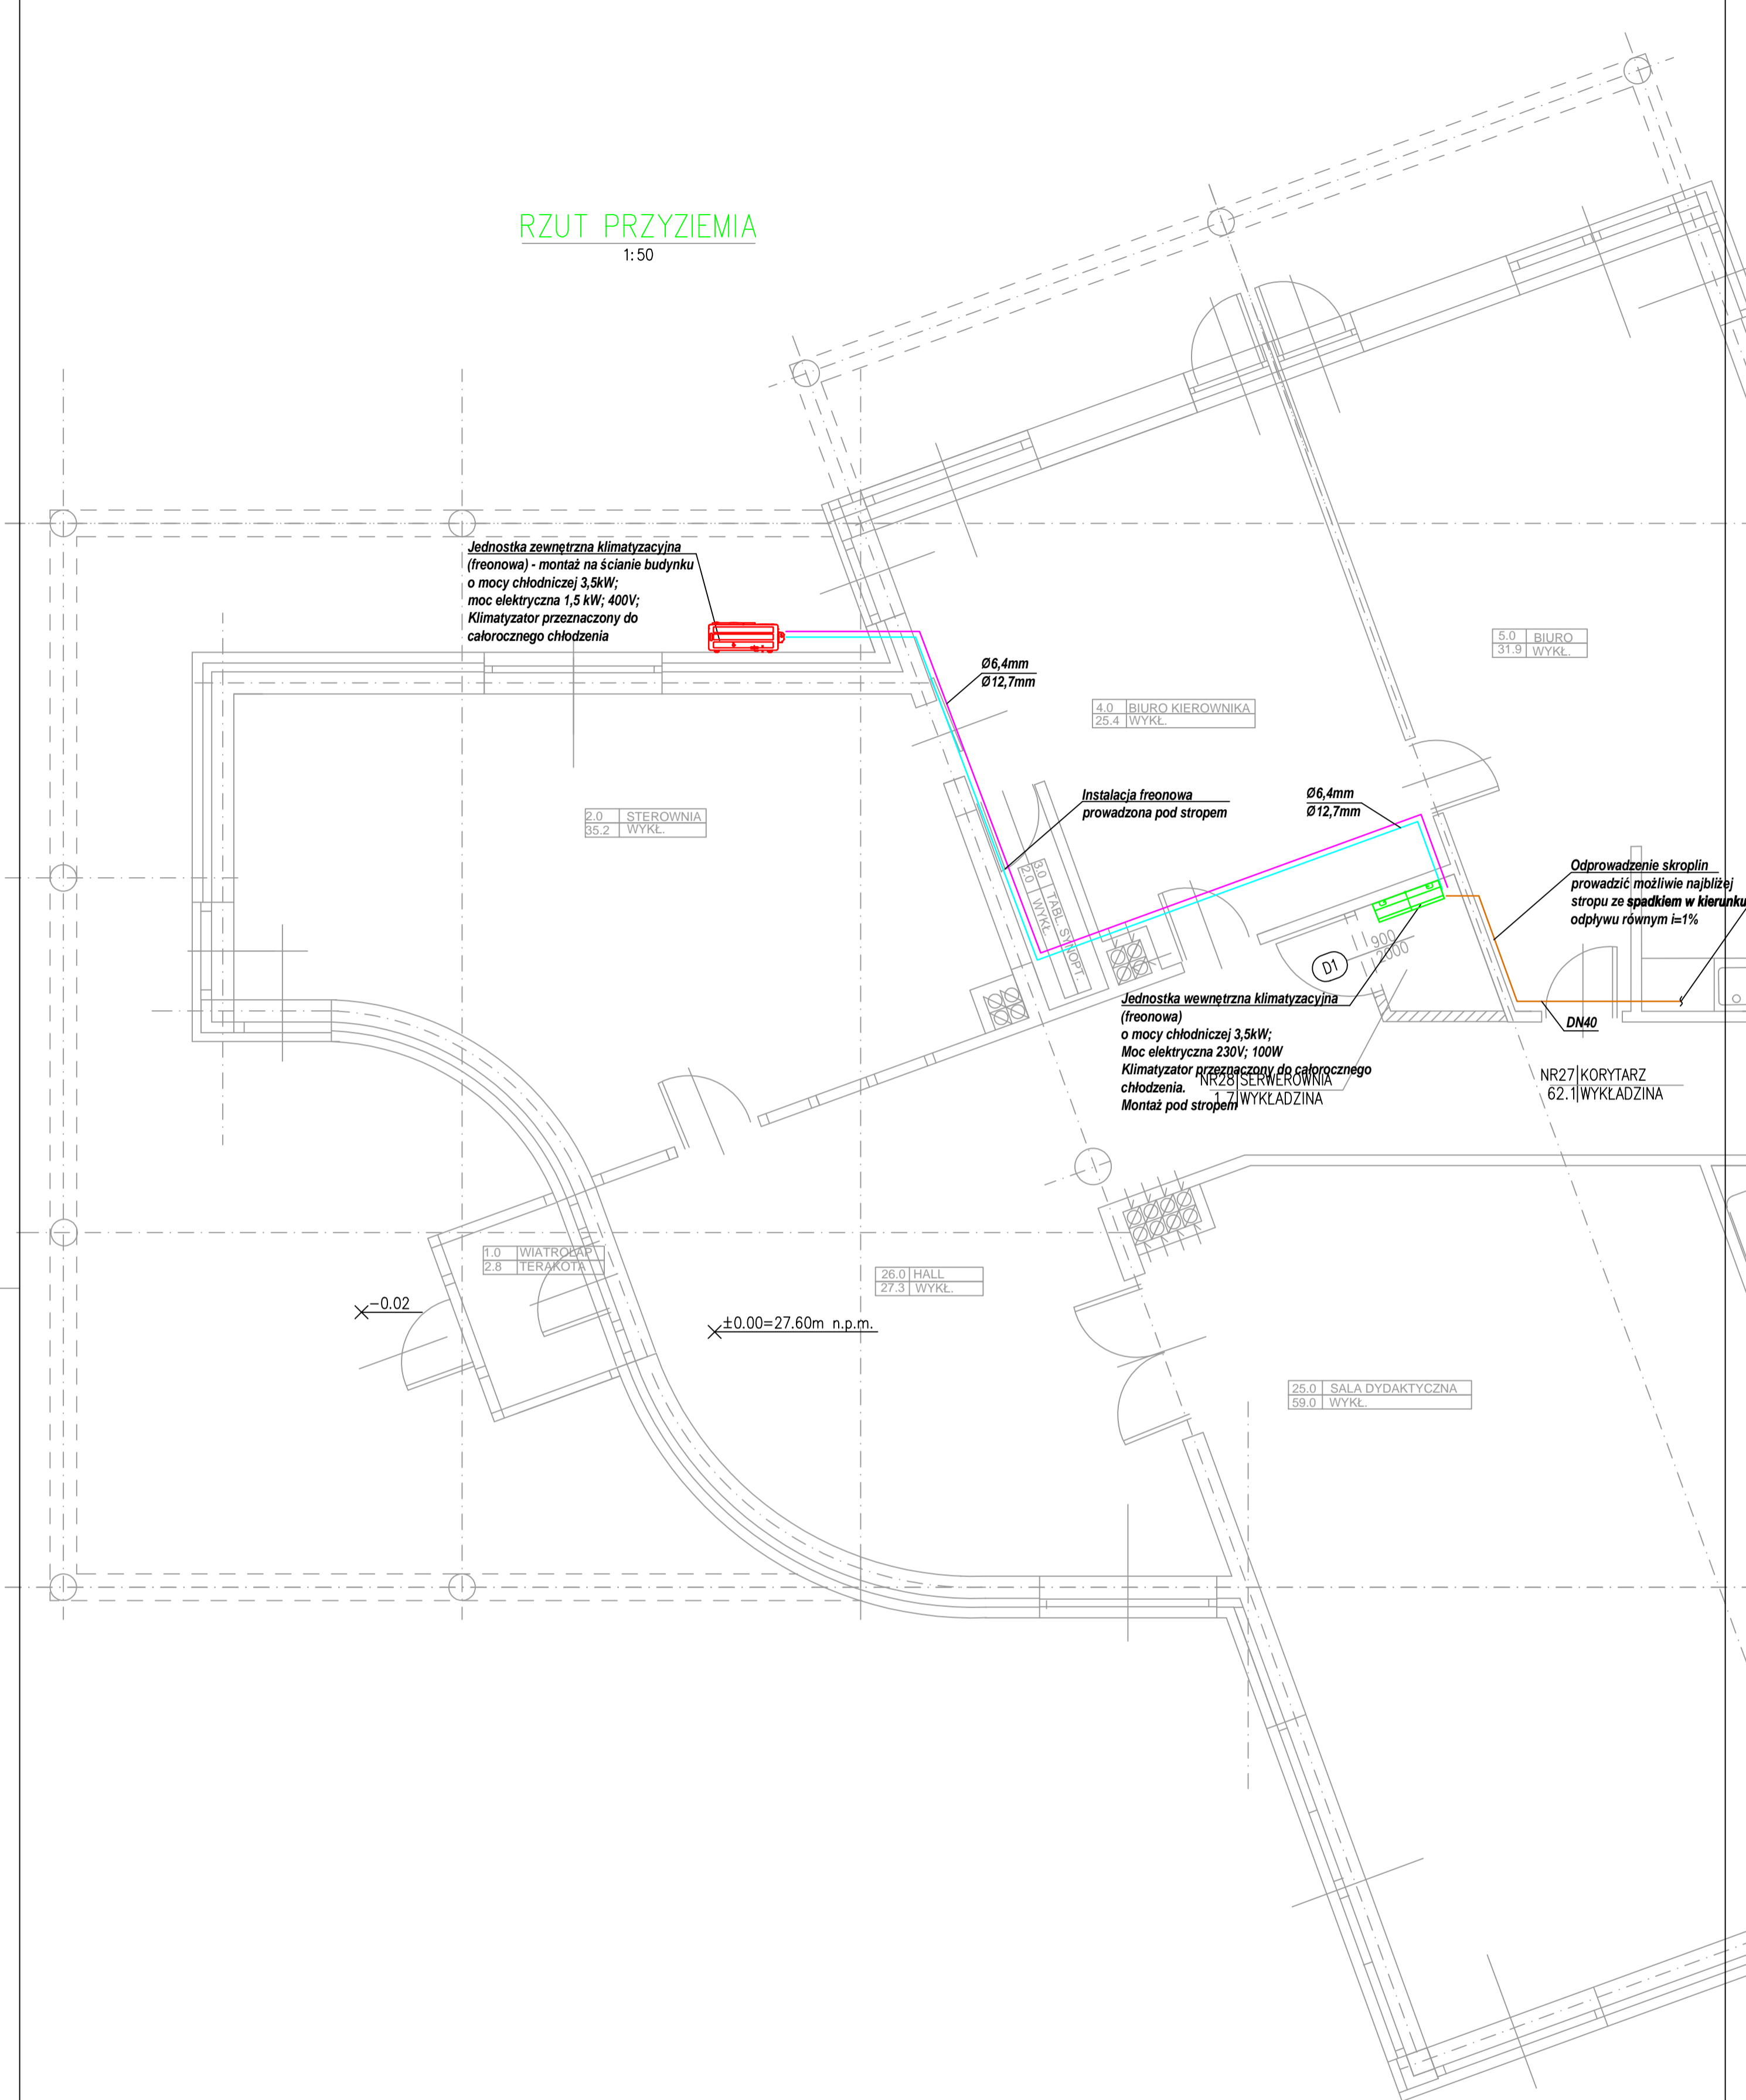 RZUT PRZYZIEMIA
1:50
Jednostka zewnętrzna klimatyzacyjna
(freonowa) - montaż na ścianie budynku
o mocy chłodniczej 3,5kW;
moc elektryczna 1,5 kW; 400V;
Klimatyzator przeznaczony do
całorocznego chłodzenia
5.0 BIURO
31.9 WYKŁ.
Ø6,4mm
Ø12,7mm
4.0 BIURO KIEROWNIKA
25.4 WYKŁ.
Instalacja freonowa
prowadzona pod stropem
Ø6,4mm
Ø12,7mm
2.0 STEROWNIA
35.2 WYKŁ.
3.0 TABL. SYNOPT.
2.0 WYKŁ.
Odprowadzenie skroplin
prowadzić możliwie najbliżej
stropu ze spadkiem w kierunku
odpływu równym i=1%
900
2000
D1
Jednostka wewnętrzna klimatyzacyjna
(freonowa)
o mocy chłodniczej 3,5kW;
Moc elektryczna 230V; 100W
Klimatyzator przeznaczony do całorocznego
chłodzenia.
Montaż pod stropem
NR28 SERWEROWNIA
1.7 WYKŁADZINA
DN40
NR27 KORYTARZ
62.1 WYKŁADZINA
1.0 WIATROŁAP
2.8 TERAKOTA
26.0 HALL
27.3 WYKŁ.
-0.02
±0.00=27.60m n.p.m.
25.0 SALA DYDAKTYCZNA
59.0 WYKŁ.